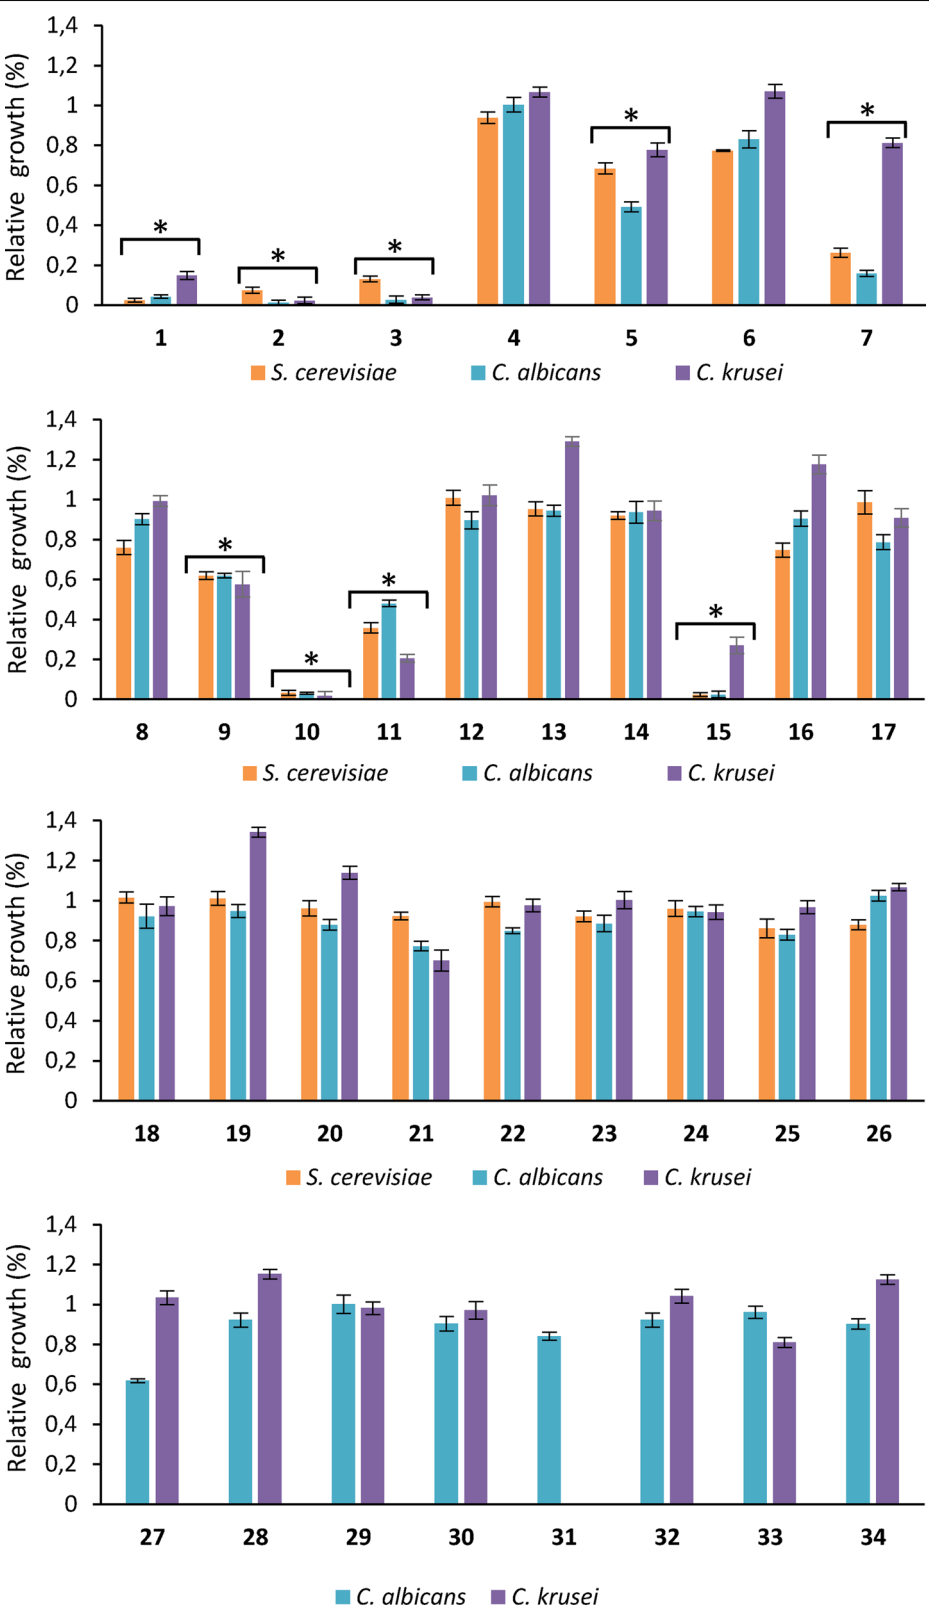 Relative growth (%)
1,4
1,2
1
0,8
0,6
0,4
0,2
0
* * * * *
1 2 3 4 5 6 7
S. cerevisiae C. albicans C. krusei
Relative growth (%)
1,4
1,2
1
0,8
0,6
0,4
0,2
0
* * * *
8 9 10 11 12 13 14 15 16 17
S. cerevisiae C. albicans C. krusei
Relative growth (%)
1,4
1,2
1
0,8
0,6
0,4
0,2
0
18 19 20 21 22 23 24 25 26
S. cerevisiae C. albicans C. krusei
Relative growth (%)
1,4
1,2
1
0,8
0,6
0,4
0,2
0
27 28 29 30 31 32 33 34
C. albicans C. krusei